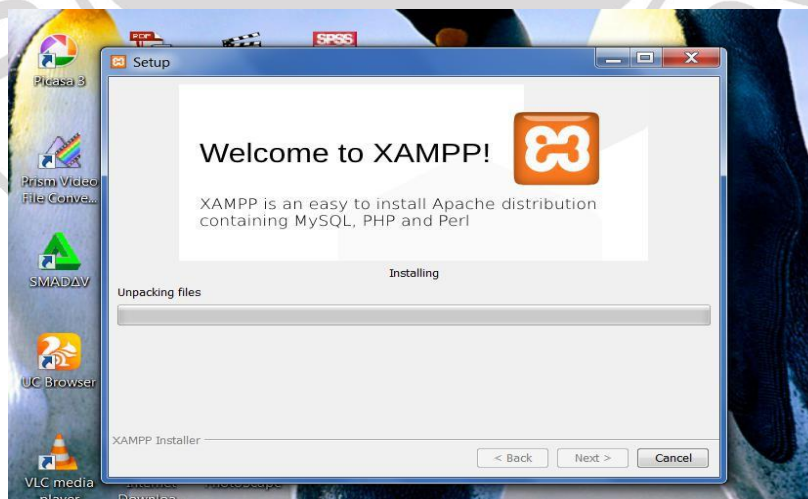 PDF
SPSS
Picasa 3
Setup
Welcome to XAMPP!
XAMPP is an easy to install Apache distribution
containing MySQL, PHP and Perl
Prism Video
File Conve...
Installing
SMADAV
Unpacking files
UC Browser
XAMPP Installer
< Back
Next >
Cancel
VLC media
player